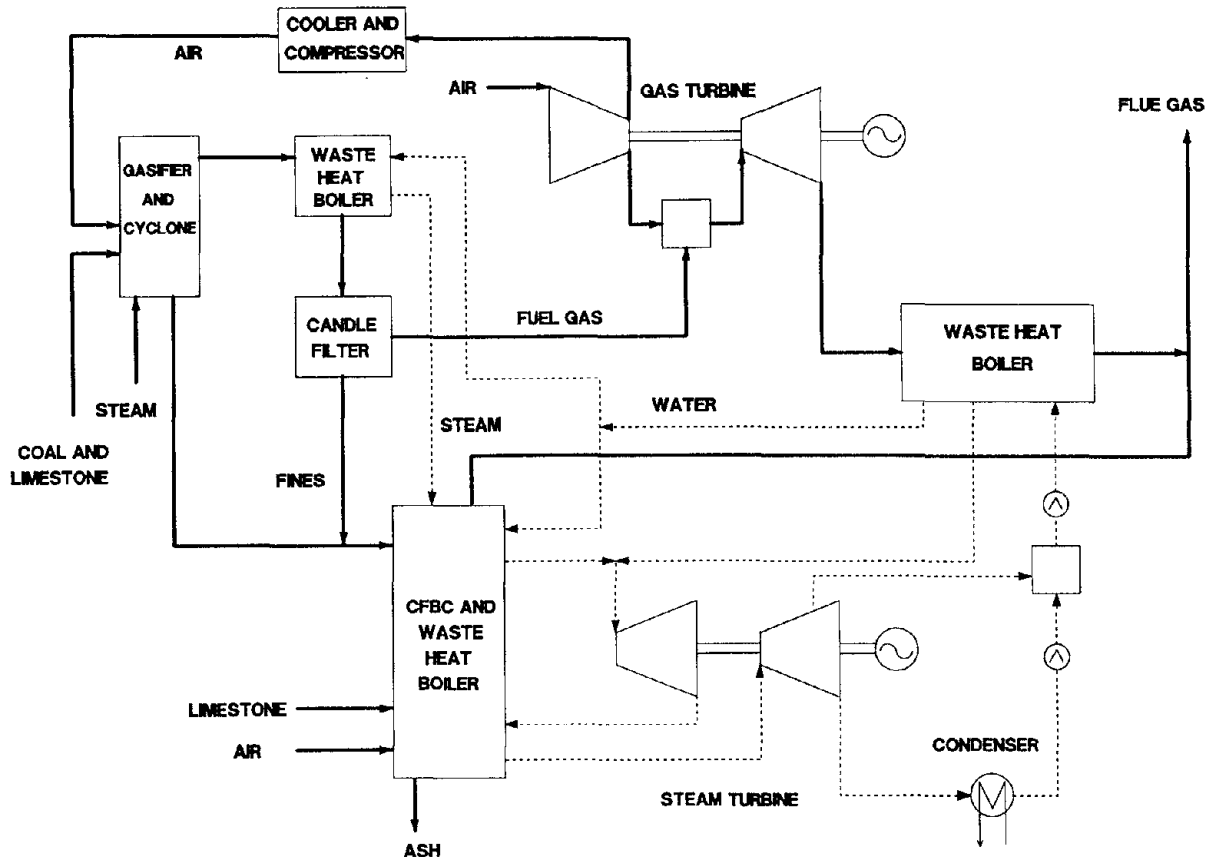 COOLER AND
COMPRESSOR
AIR
AIR
GAS TURBINE
FLUE GAS
GASIFIER
AND
CYCLONE
WASTE
HEAT
BOILER
CANDLE
FILTER
FUEL GAS
WASTE HEAT
BOILER
STEAM
WATER
STEAM
COAL AND
LIMESTONE
FINES
CFBC AND
WASTE
HEAT
BOILER
LIMESTONE
AIR
CONDENSER
STEAM TURBINE
ASH